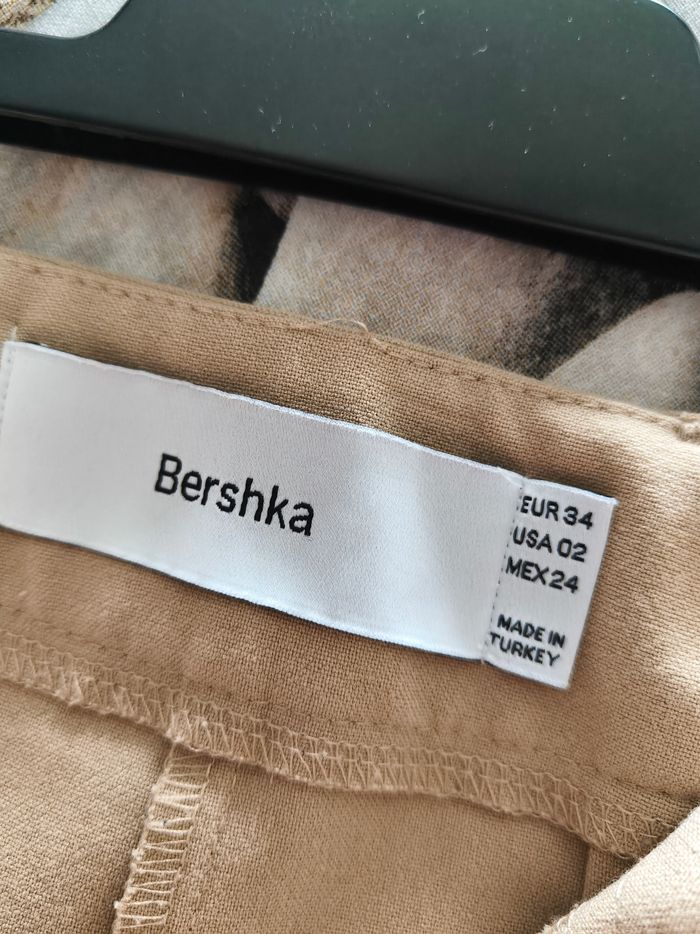 Bershka
EUR 34
USA 02
MEX 24
MADE IN
TURKEY